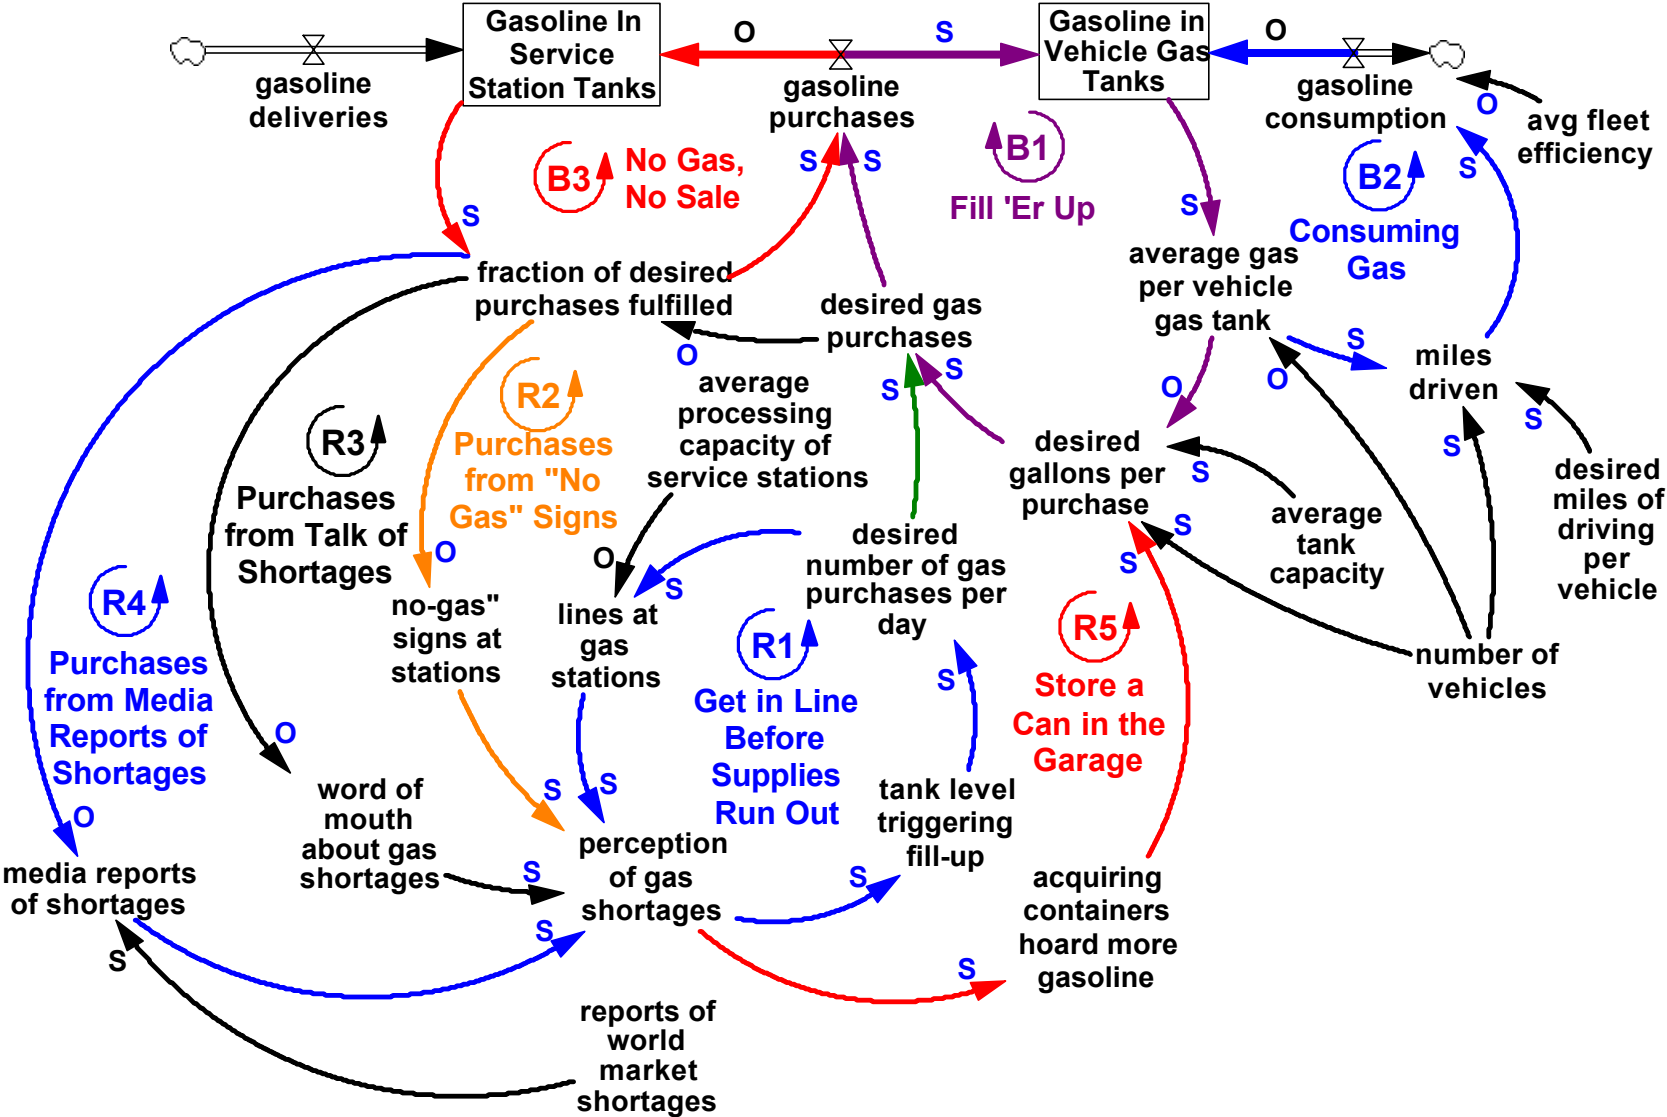 Gasoline In
Service
Station Tanks
O
S
Gasoline in
Vehicle Gas
Tanks
O
gasoline
deliveries
gasoline
purchases
gasoline
consumption
O
avg fleet
efficiency
B3
No Gas,
No Sale
S
S
B1
Fill 'Er Up
S
B2
S
Consuming
Gas
S
fraction of desired
purchases fulfilled
desired gas
purchases
O
average gas
per vehicle
gas tank
S
O
miles
driven
S
S
R2
Purchases
from "No
Gas" Signs
average
processing
capacity of
service stations
S
S
O
desired
gallons per
purchase
S
S
S
average
tank
capacity
desired
miles of
driving
per
vehicle
R3
Purchases
from Talk of
Shortages
O
O
S
desired
number of gas
purchases per
day
R4
Purchases
from Media
Reports of
Shortages
no-gas"
signs at
stations
lines at
gas
stations
R1
Get in Line
Before
Supplies
Run Out
S
R5
Store a
Can in the
Garage
number of
vehicles
O
O
word of
mouth
about gas
shortages
S
S
S
perception
of gas
shortages
S
tank level
triggering
fill-up
media reports
of shortages
S
S
S
acquiring
containers
hoard more
gasoline
reports of
world
market
shortages